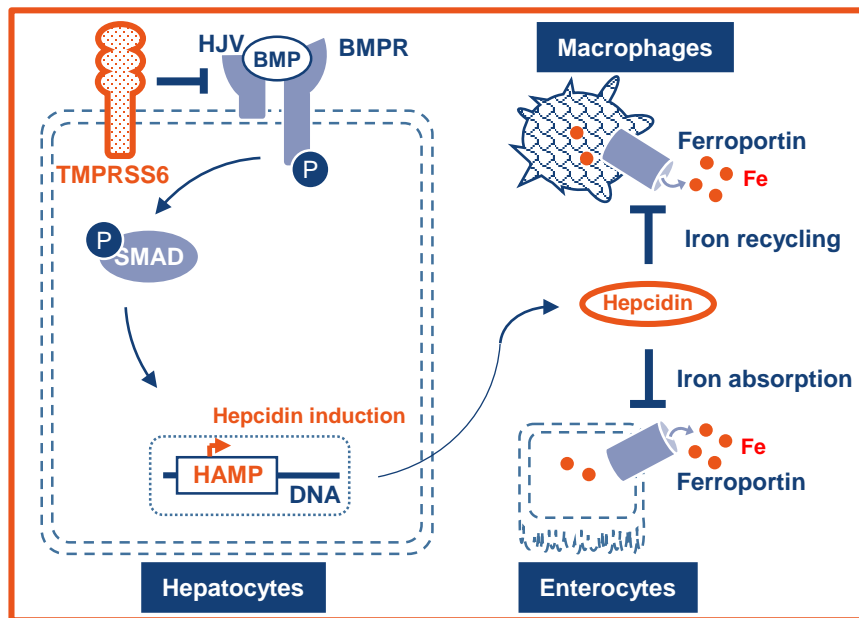 HJV
BMP
BMPR
TMPRSS6
P
P
SMAD
Hepcidin induction
HAMP
DNA
Hepatocytes
Macrophages
Ferroportin
Fe
Iron recycling
Hepcidin
Iron absorption
Fe
Ferroportin
Enterocytes